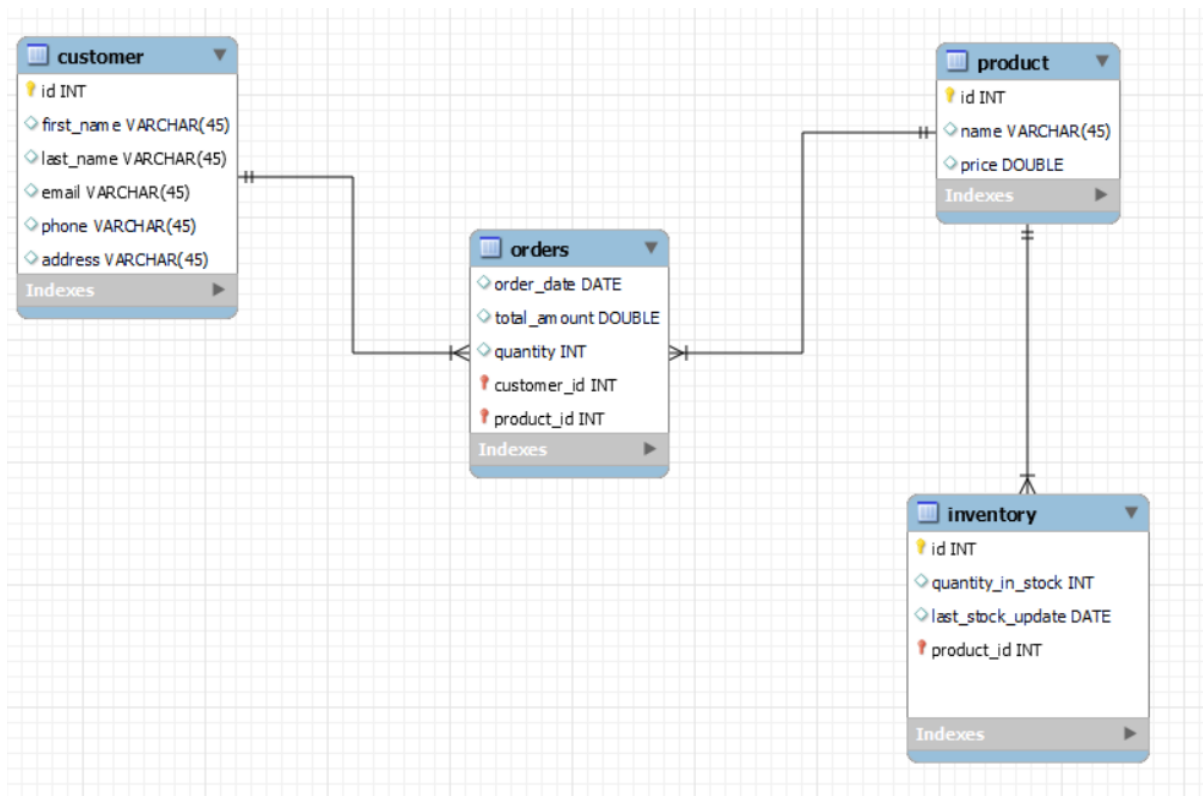 customer
id INT
first_name VARCHAR(45)
last_name VARCHAR(45)
email VARCHAR(45)
phone VARCHAR(45)
address VARCHAR(45)
Indexes
orders
order_date DATE
total_amount DOUBLE
quantity INT
customer_id INT
product_id INT
Indexes
product
id INT
name VARCHAR(45)
price DOUBLE
Indexes
inventory
id INT
quantity_in_stock INT
last_stock_update DATE
product_id INT
Indexes